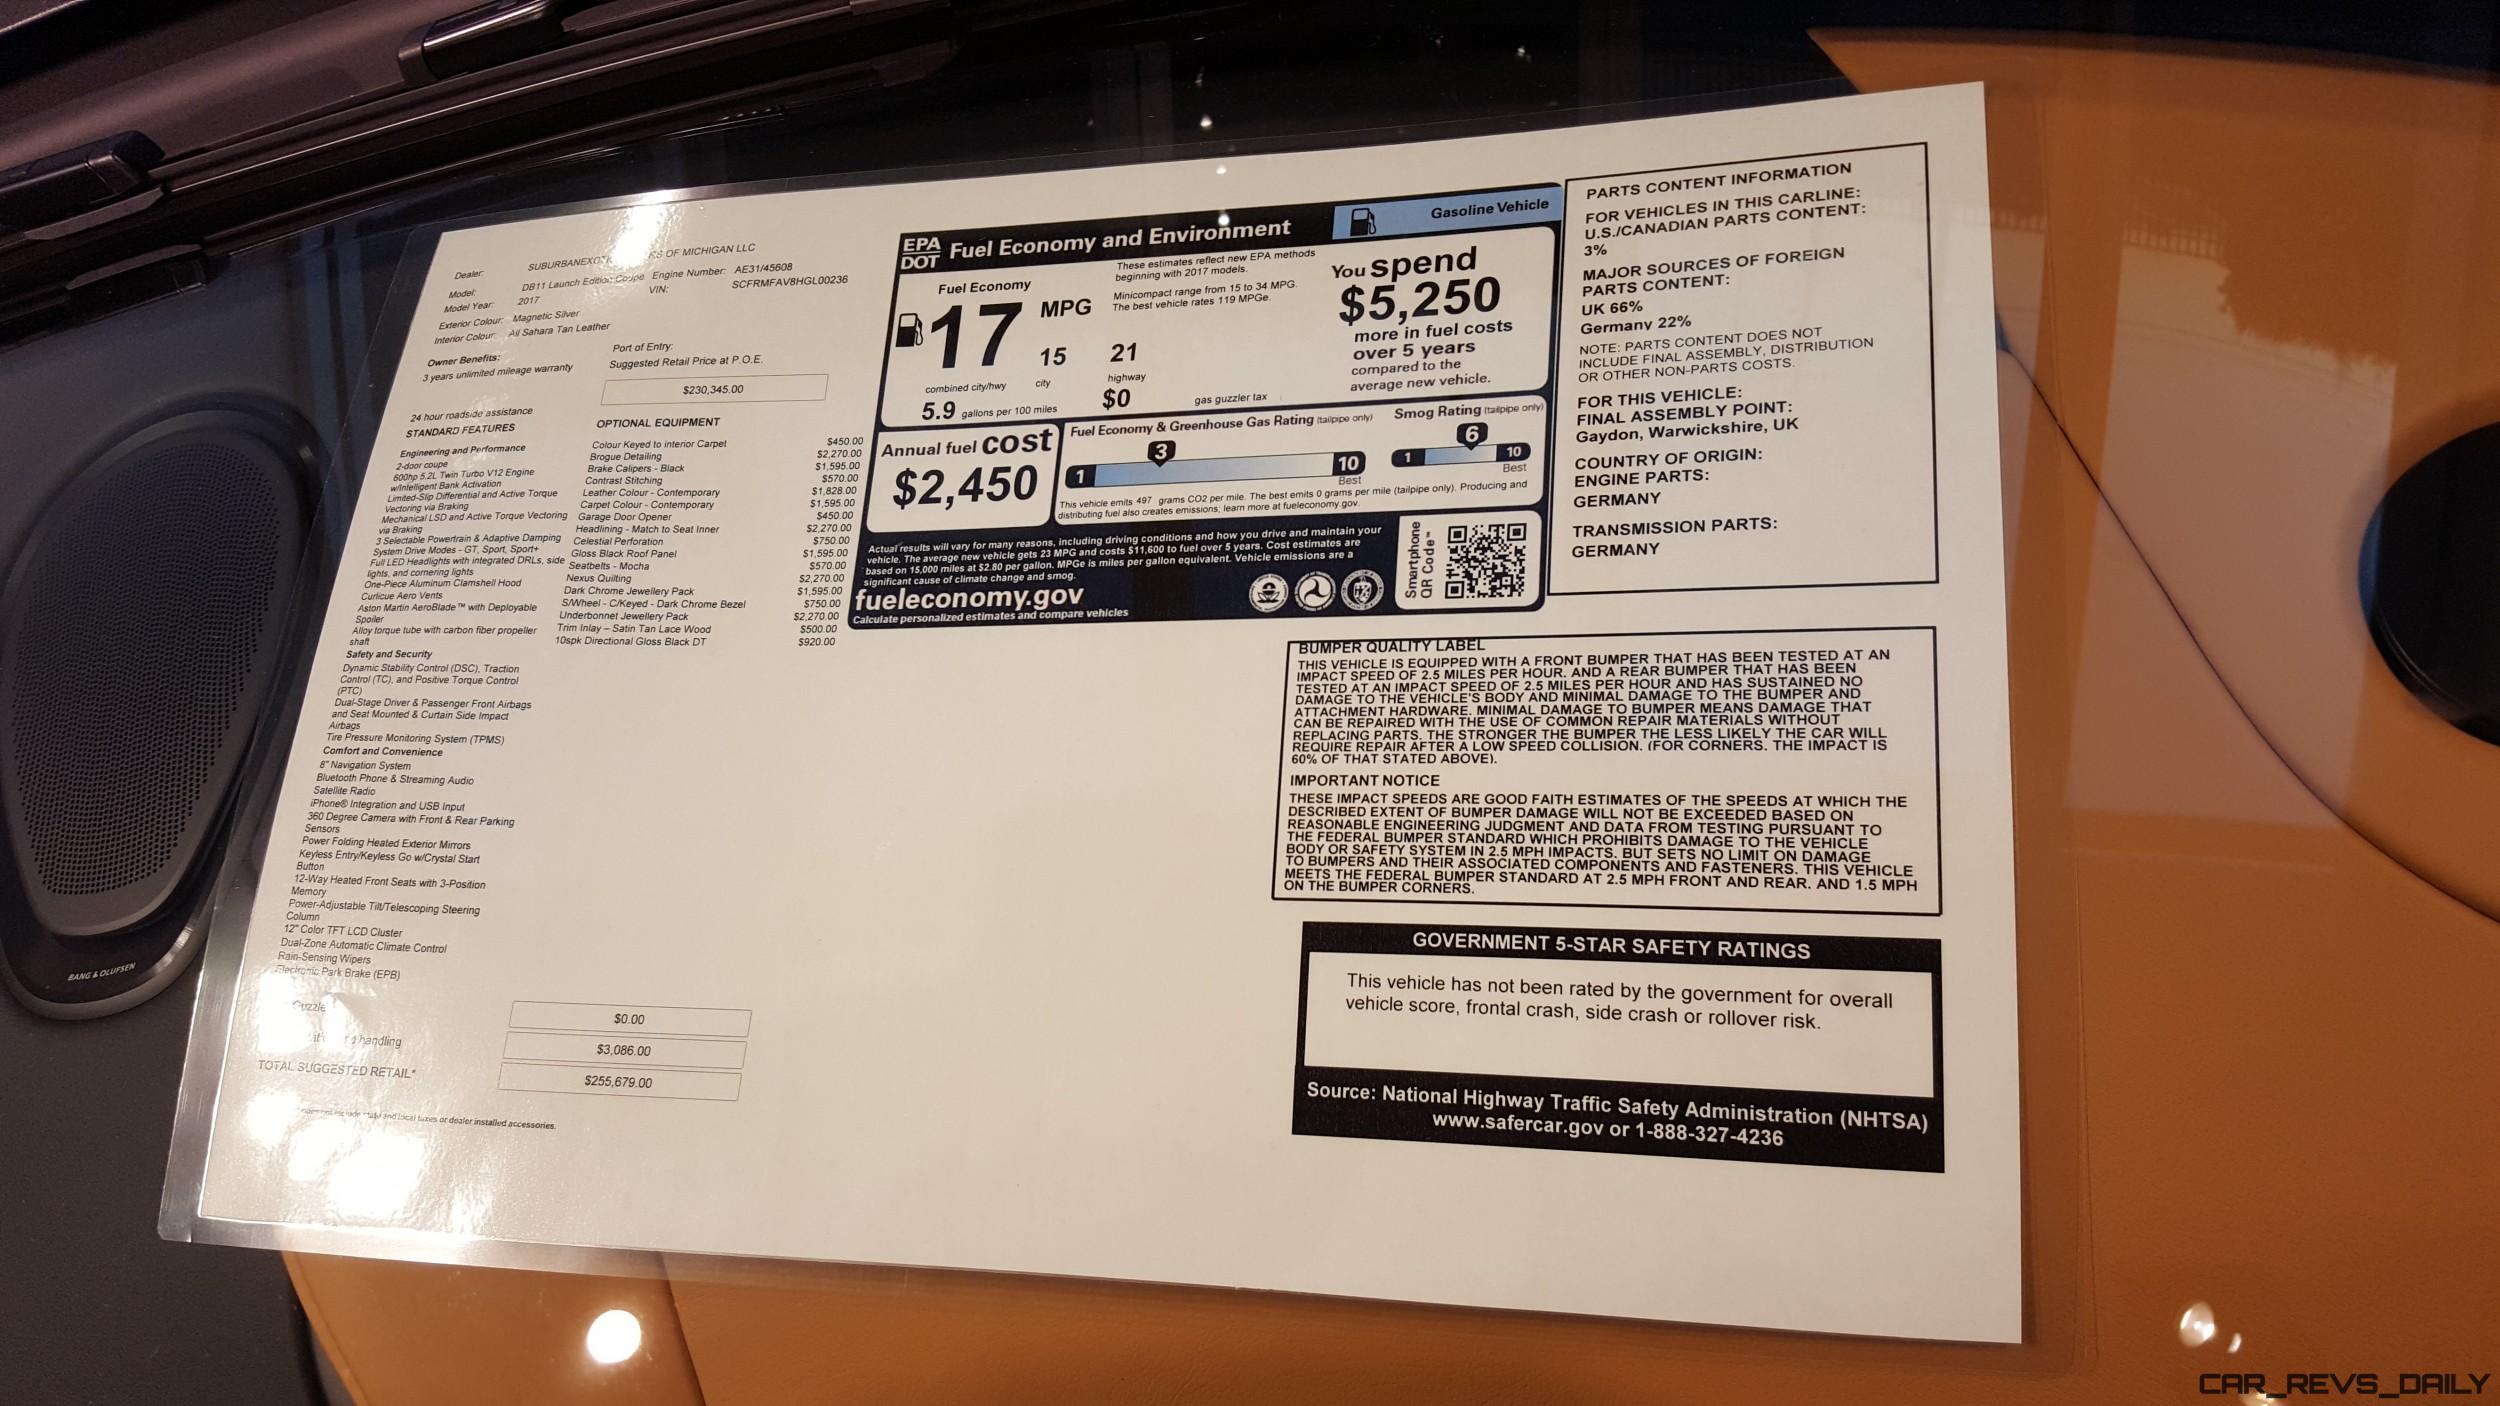 Dealer: SUBURBAN OF MICHIGAN LLC
Model: DB11 Launch Edition Coupe Engine Number: AE31/45608
Model Year: 2017 VIN: SCFRMFAV8HGL00236
Exterior Colour: Magnetic Silver
Interior Colour: All Sahara Tan Leather
Owner Benefits:
3 years unlimited mileage warranty
24 hour roadside assistance
Port of Entry:
Suggested Retail Price at P.O.E.
$230,345.00
STANDARD FEATURES
Engineering and Performance
2-door coupe
600hp 5.2L Twin Turbo V12 Engine
w/Intelligent Bank Activation
Limited-Slip Differential and Active Torque
Vectoring via Braking
Mechanical LSD and Active Torque Vectoring
via Braking
3 Selectable Powertrain & Adaptive Damping
System Drive Modes - GT, Sport, Sport+
Full LED Headlights with integrated DRLs, side
lights, and cornering lights
One-Piece Aluminum Clamshell Hood
Curlicue Aero Vents
Aston Martin AeroBlade™ with Deployable
Spoiler
Alloy torque tube with carbon fiber propeller
shaft
Safety and Security
Dynamic Stability Control (DSC), Traction
Control (TC), and Positive Torque Control
(PTC)
Dual-Stage Driver & Passenger Front Airbags
and Seat Mounted & Curtain Side Impact
Airbags
Tire Pressure Monitoring System (TPMS)
Comfort and Convenience
8" Navigation System
Bluetooth Phone & Streaming Audio
Satellite Radio
iPhone® Integration and USB Input
360 Degree Camera with Front & Rear Parking
Sensors
Power Folding Heated Exterior Mirrors
Keyless Entry/Keyless Go w/Crystal Start
Button
12-Way Heated Front Seats with 3-Position
Memory
Power-Adjustable Tilt/Telescoping Steering
Column
12" Color TFT LCD Cluster
Dual-Zone Automatic Climate Control
Rain-Sensing Wipers
Electronic Park Brake (EPB)
OPTIONAL EQUIPMENT
Colour Keyed to interior Carpet $450.00
Brogue Detailing $2,270.00
Brake Calipers - Black $1,595.00
Contrast Stitching $570.00
Leather Colour - Contemporary $1,828.00
Carpet Colour - Contemporary $1,595.00
Garage Door Opener $450.00
Headlining - Match to Seat Inner $2,270.00
Celestial Perforation $750.00
Gloss Black Roof Panel $1,595.00
Seatbelts - Mocha $570.00
Nexus Quilting $2,270.00
Dark Chrome Jewellery Pack $1,595.00
S/Wheel - C/Keyed - Dark Chrome Bezel $750.00
Underbonnet Jewellery Pack $2,270.00
Trim Inlay – Satin Tan Lace Wood $500.00
10spk Directional Gloss Black DT $920.00
Guzzler $0.00
handling $3,086.00
TOTAL SUGGESTED RETAIL* $255,679.00
not include state and local taxes or dealer installed accessories.
EPA
DOT
Fuel Economy and Environment
Gasoline Vehicle
Fuel Economy
17 MPG
15 21
combined city/hwy city highway
5.9 gallons per 100 miles
$0 gas guzzler tax
These estimates reflect new EPA methods
beginning with 2017 models.
Minicompact range from 15 to 34 MPG.
The best vehicle rates 119 MPGe.
You spend
$5,250
more in fuel costs
over 5 years
compared to the
average new vehicle.
Annual fuel cost
$2,450
Fuel Economy & Greenhouse Gas Rating (tailpipe only)
3
1 10
Best
Smog Rating (tailpipe only)
6
1 10
Best
This vehicle emits 497 grams CO2 per mile. The best emits 0 grams per mile (tailpipe only). Producing and
distributing fuel also creates emissions; learn more at fueleconomy.gov.
Actual results will vary for many reasons, including driving conditions and how you drive and maintain your
vehicle. The average new vehicle gets 23 MPG and costs $11,600 to fuel over 5 years. Cost estimates are
based on 15,000 miles at $2.80 per gallon. MPGe is miles per gallon equivalent. Vehicle emissions are a
significant cause of climate change and smog.
fueleconomy.gov
Calculate personalized estimates and compare vehicles
Smartphone
QR Code™
PARTS CONTENT INFORMATION
FOR VEHICLES IN THIS CARLINE:
U.S./CANADIAN PARTS CONTENT:
3%
MAJOR SOURCES OF FOREIGN
PARTS CONTENT:
UK 66%
Germany 22%
NOTE: PARTS CONTENT DOES NOT
INCLUDE FINAL ASSEMBLY, DISTRIBUTION
OR OTHER NON-PARTS COSTS.
FOR THIS VEHICLE:
FINAL ASSEMBLY POINT:
Gaydon, Warwickshire, UK
COUNTRY OF ORIGIN:
ENGINE PARTS:
GERMANY
TRANSMISSION PARTS:
GERMANY
BUMPER QUALITY LABEL
THIS VEHICLE IS EQUIPPED WITH A FRONT BUMPER THAT HAS BEEN TESTED AT AN
IMPACT SPEED OF 2.5 MILES PER HOUR. AND A REAR BUMPER THAT HAS BEEN
TESTED AT AN IMPACT SPEED OF 2.5 MILES PER HOUR AND HAS SUSTAINED NO
DAMAGE TO THE VEHICLE'S BODY AND MINIMAL DAMAGE TO THE BUMPER AND
ATTACHMENT HARDWARE. MINIMAL DAMAGE TO BUMPER MEANS DAMAGE THAT
CAN BE REPAIRED WITH THE USE OF COMMON REPAIR MATERIALS WITHOUT
REPLACING PARTS. THE STRONGER THE BUMPER THE LESS LIKELY THE CAR WILL
REQUIRE REPAIR AFTER A LOW SPEED COLLISION. (FOR CORNERS. THE IMPACT IS
60% OF THAT STATED ABOVE).
IMPORTANT NOTICE
THESE IMPACT SPEEDS ARE GOOD FAITH ESTIMATES OF THE SPEEDS AT WHICH THE
DESCRIBED EXTENT OF BUMPER DAMAGE WILL NOT BE EXCEEDED BASED ON
REASONABLE ENGINEERING JUDGMENT AND DATA FROM TESTING PURSUANT TO
THE FEDERAL BUMPER STANDARD WHICH PROHIBITS DAMAGE TO THE VEHICLE
BODY OR SAFETY SYSTEM IN 2.5 MPH IMPACTS. BUT SETS NO LIMIT ON DAMAGE
TO BUMPERS AND THEIR ASSOCIATED COMPONENTS AND FASTENERS. THIS VEHICLE
MEETS THE FEDERAL BUMPER STANDARD AT 2.5 MPH FRONT AND REAR. AND 1.5 MPH
ON THE BUMPER CORNERS.
GOVERNMENT 5-STAR SAFETY RATINGS
This vehicle has not been rated by the government for overall
vehicle score, frontal crash, side crash or rollover risk.
Source: National Highway Traffic Safety Administration (NHTSA)
www.safercar.gov or 1-888-327-4236
BANG & OLUFSEN
CAR_REVS_DAILY